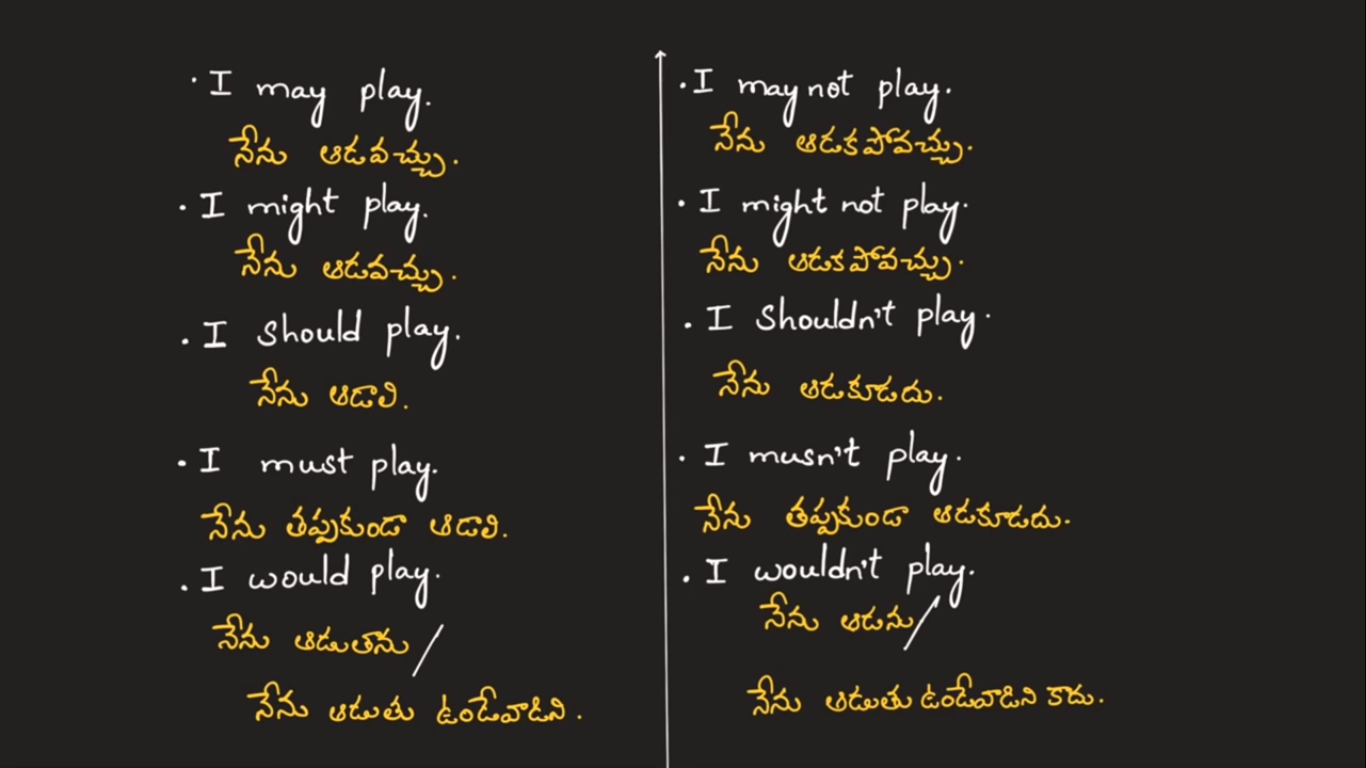 · I may play.
నేను ఆడవచ్చు.
· I might play.
నేను ఆడవచ్చు.
. I should play.
నేను ఆడాలి.
· I must play.
నేను తప్పకుండా ఆడాలి.
. I would play.
నేను ఆడుతాను /
నేను ఆడుతు ఉండేవాడిని.
. I may not play.
నేను ఆడకపోవచ్చు.
· I might not play.
నేను ఆడకపోవచ్చు.
. I shouldn't play.
నేను ఆడకూడదు.
· I musn't play.
నేను తప్పకుండా ఆడకూడదు.
. I wouldn't play.
నేను ఆడను /
నేను ఆడుతు ఉండేవాడిని కాదు.